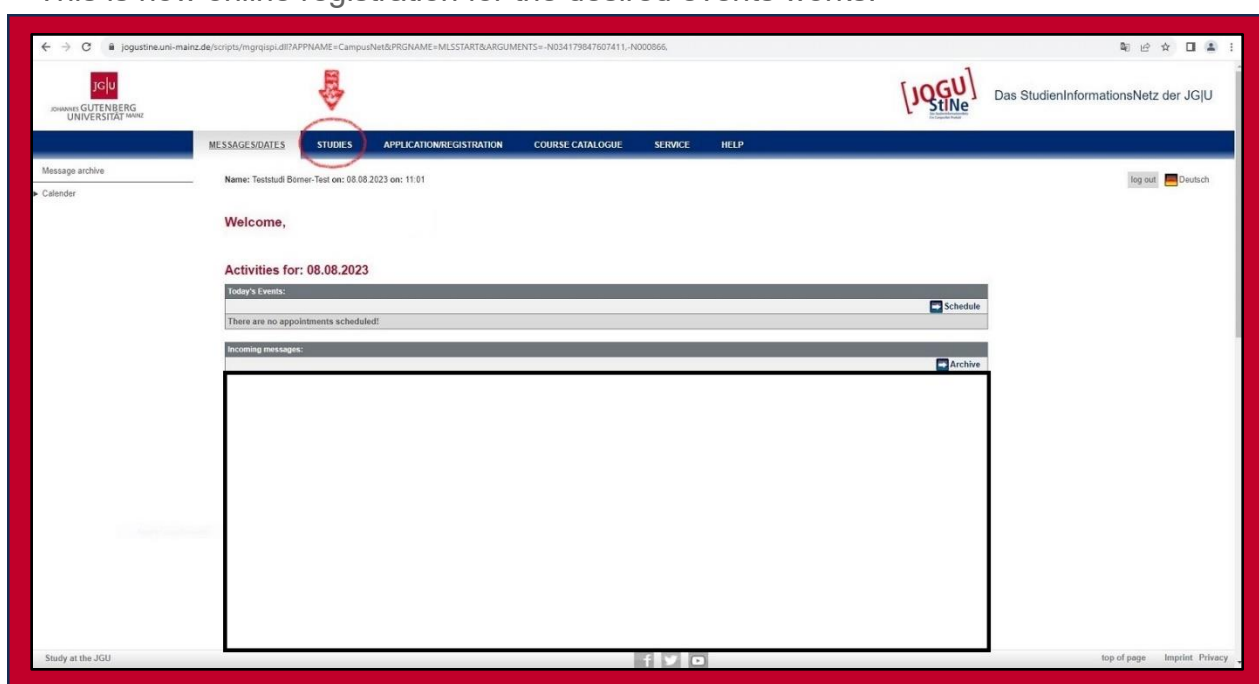 This is how online registration for the desired events works:
jogustine.uni-mainz.de/scripts/mgrqispi.dll?APPNAME=CampusNet&PRGNAME=MLSSTART&ARGUMENTS=-N034179847607411,-N000866,
JG|U
JOHANNES GUTENBERG
UNIVERSITÄT MAINZ
[JOGU
StINe]
Das StudienInformationsNetz der JG|U
MESSAGES/DATES STUDIES APPLICATION/REGISTRATION COURSE CATALOGUE SERVICE HELP
Message archive
Calender
Name: Teststudi Börner-Test on: 08.08.2023 on: 11:01
log out Deutsch
Welcome,
Activities for: 08.08.2023
Today's Events:
Schedule
There are no appointments scheduled!
Incoming messages:
Archive
Study at the JGU
top of page Imprint Privacy